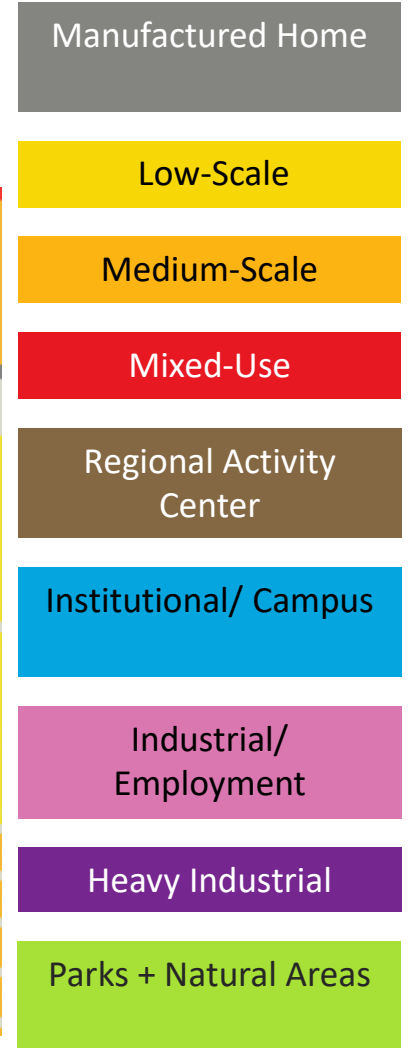 Manufactured Home
Low-Scale
Medium-Scale
Mixed-Use
Regional Activity
Center
Institutional/ Campus
Industrial/
Employment
Heavy Industrial
Parks + Natural Areas